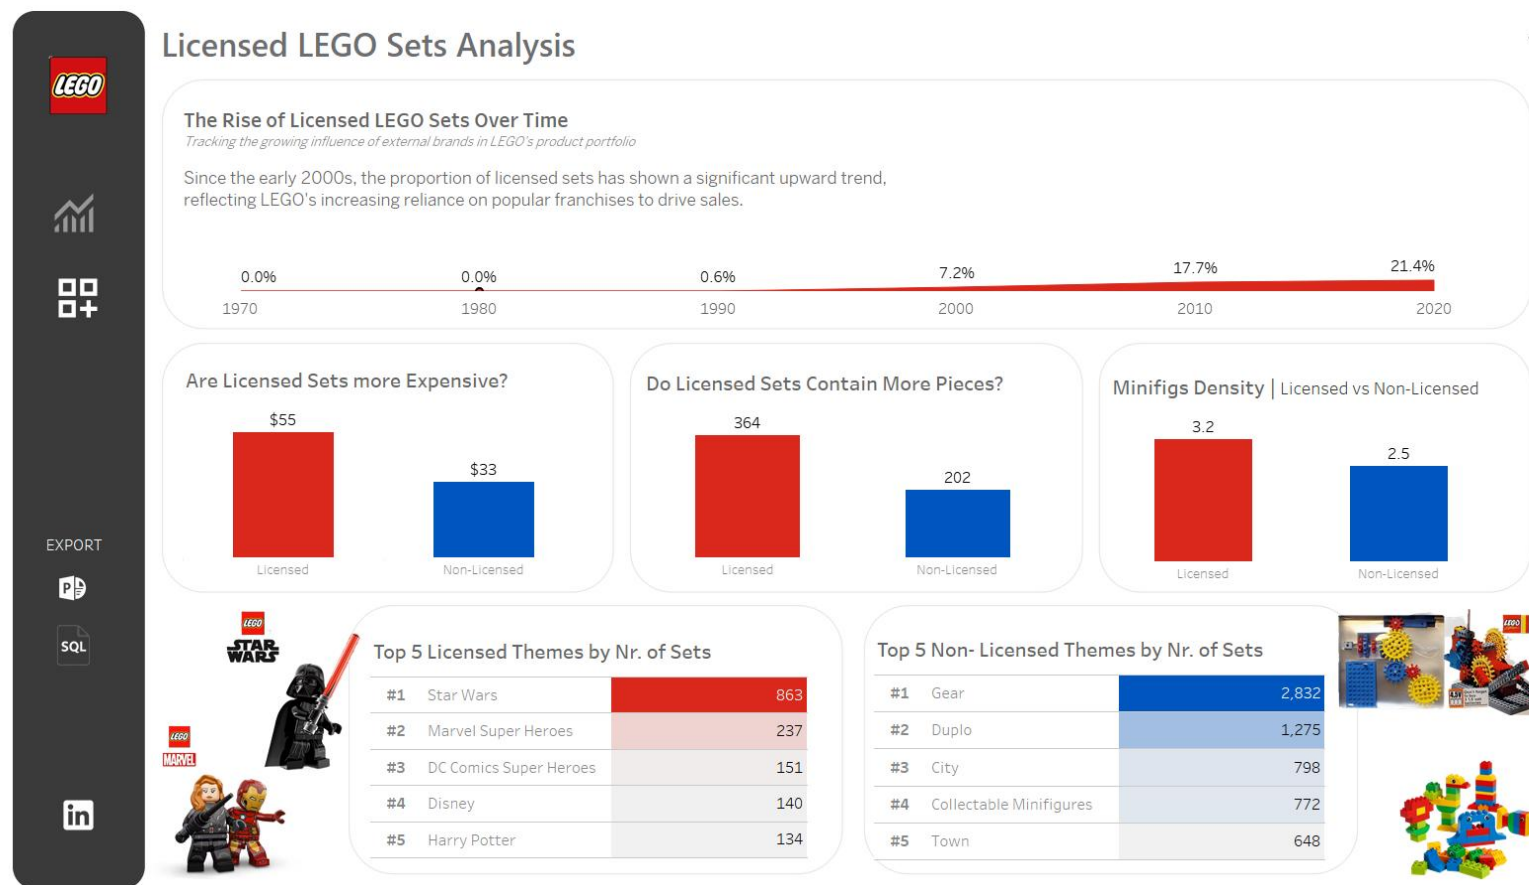 Licensed LEGO Sets Analysis
LEGO
The Rise of Licensed LEGO Sets Over Time
Tracking the growing influence of external brands in LEGO's product portfolio
Since the early 2000s, the proportion of licensed sets has shown a significant upward trend,
reflecting LEGO's increasing reliance on popular franchises to drive sales.
0.0% 0.0% 0.6% 7.2% 17.7% 21.4%
1970 1980 1990 2000 2010 2020
Are Licensed Sets more Expensive?
$55
$33
Licensed Non-Licensed
Do Licensed Sets Contain More Pieces?
364
202
Licensed Non-Licensed
Minifigs Density | Licensed vs Non-Licensed
3.2
2.5
Licensed Non-Licensed
EXPORT
P
SQL
in
LEGO
STAR
WARS
LEGO
MARVEL
Top 5 Licensed Themes by Nr. of Sets
#1 Star Wars 863
#2 Marvel Super Heroes 237
#3 DC Comics Super Heroes 151
#4 Disney 140
#5 Harry Potter 134
Top 5 Non- Licensed Themes by Nr. of Sets
#1 Gear 2,832
#2 Duplo 1,275
#3 City 798
#4 Collectable Minifigures 772
#5 Town 648
LEGO